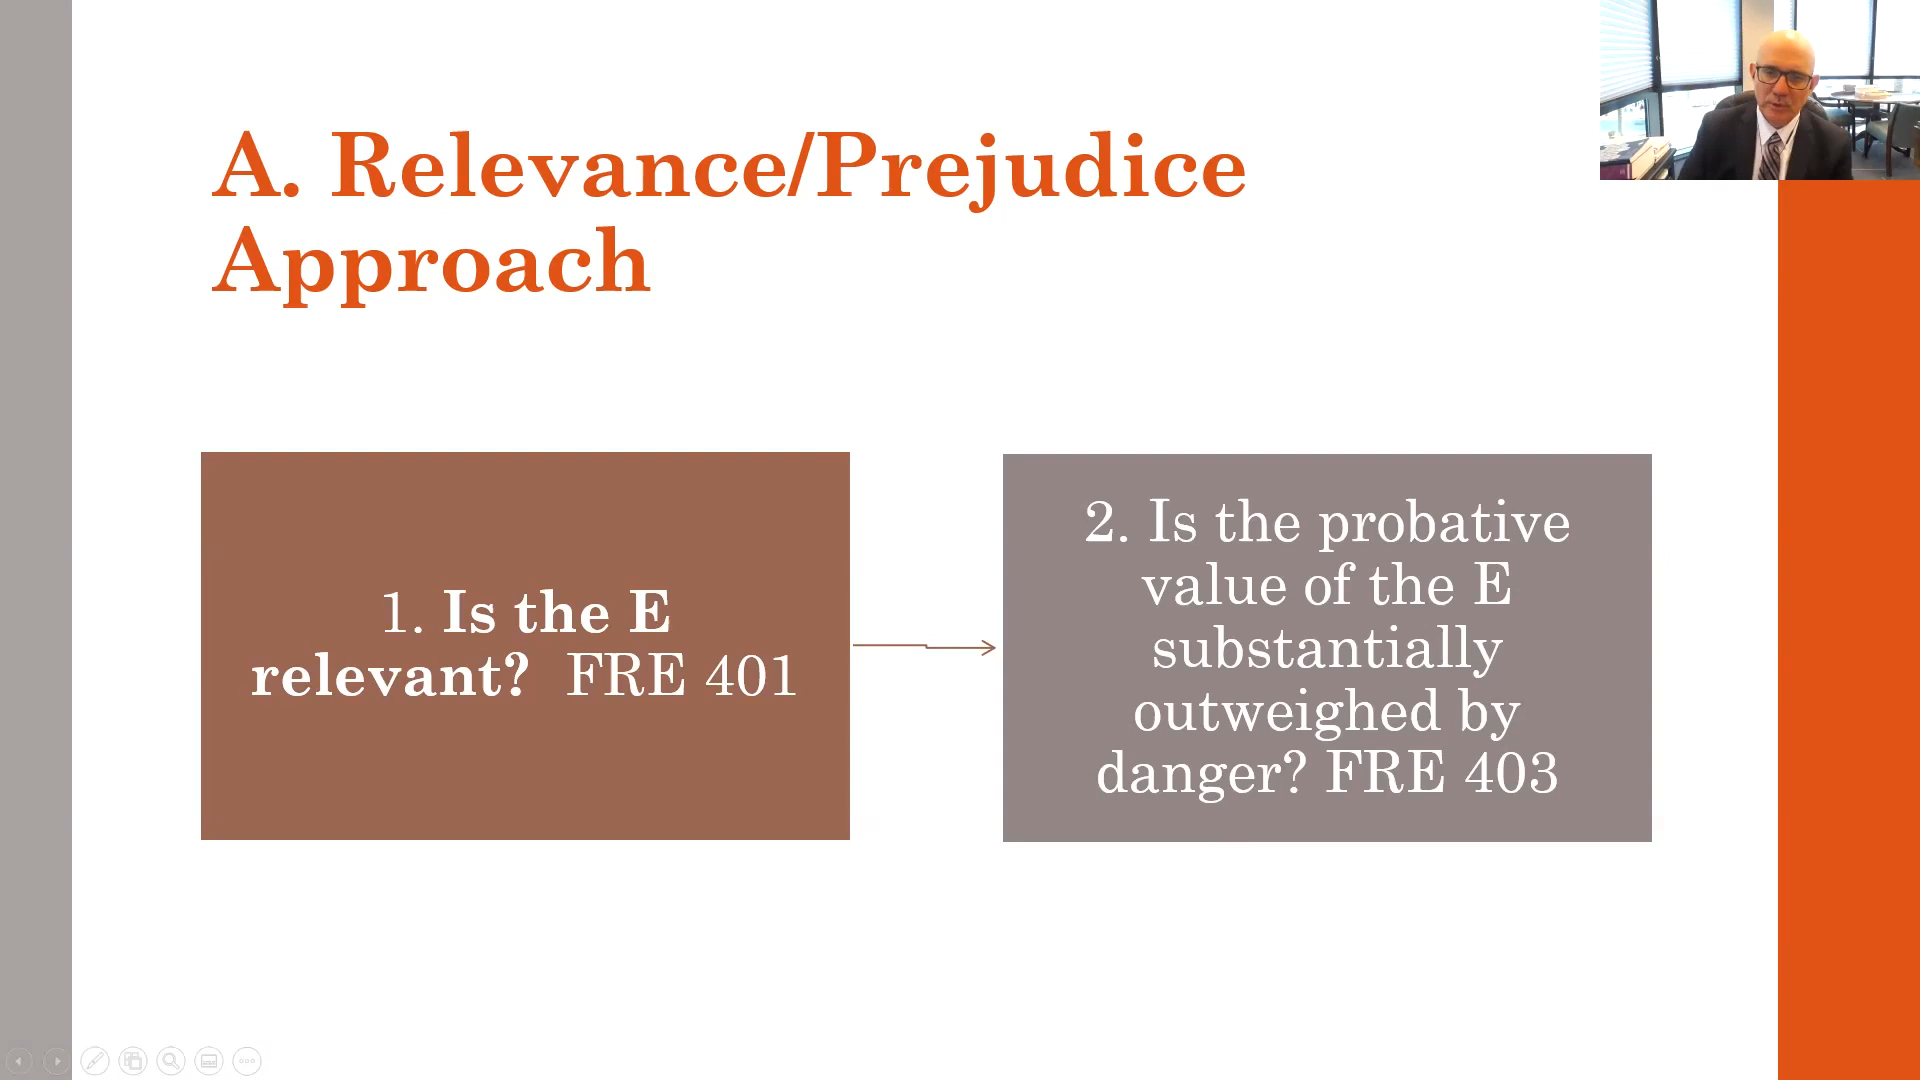 A. Relevance/Prejudice
Approach
1. Is the E
relevant? FRE 401
2. Is the probative
value of the E
substantially
outweighed by
danger? FRE 403